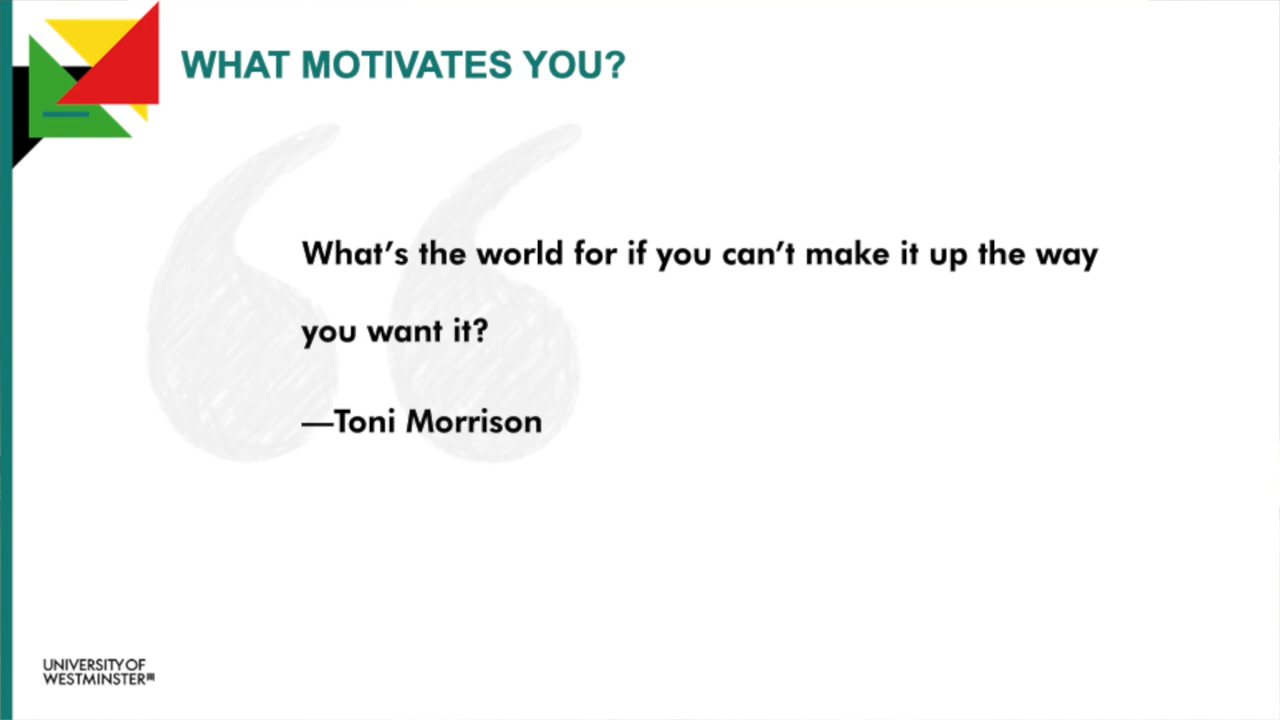 WHAT MOTIVATES YOU?
What’s the world for if you can’t make it up the way
you want it?
—Toni Morrison
UNIVERSITY OF
WESTMINSTER